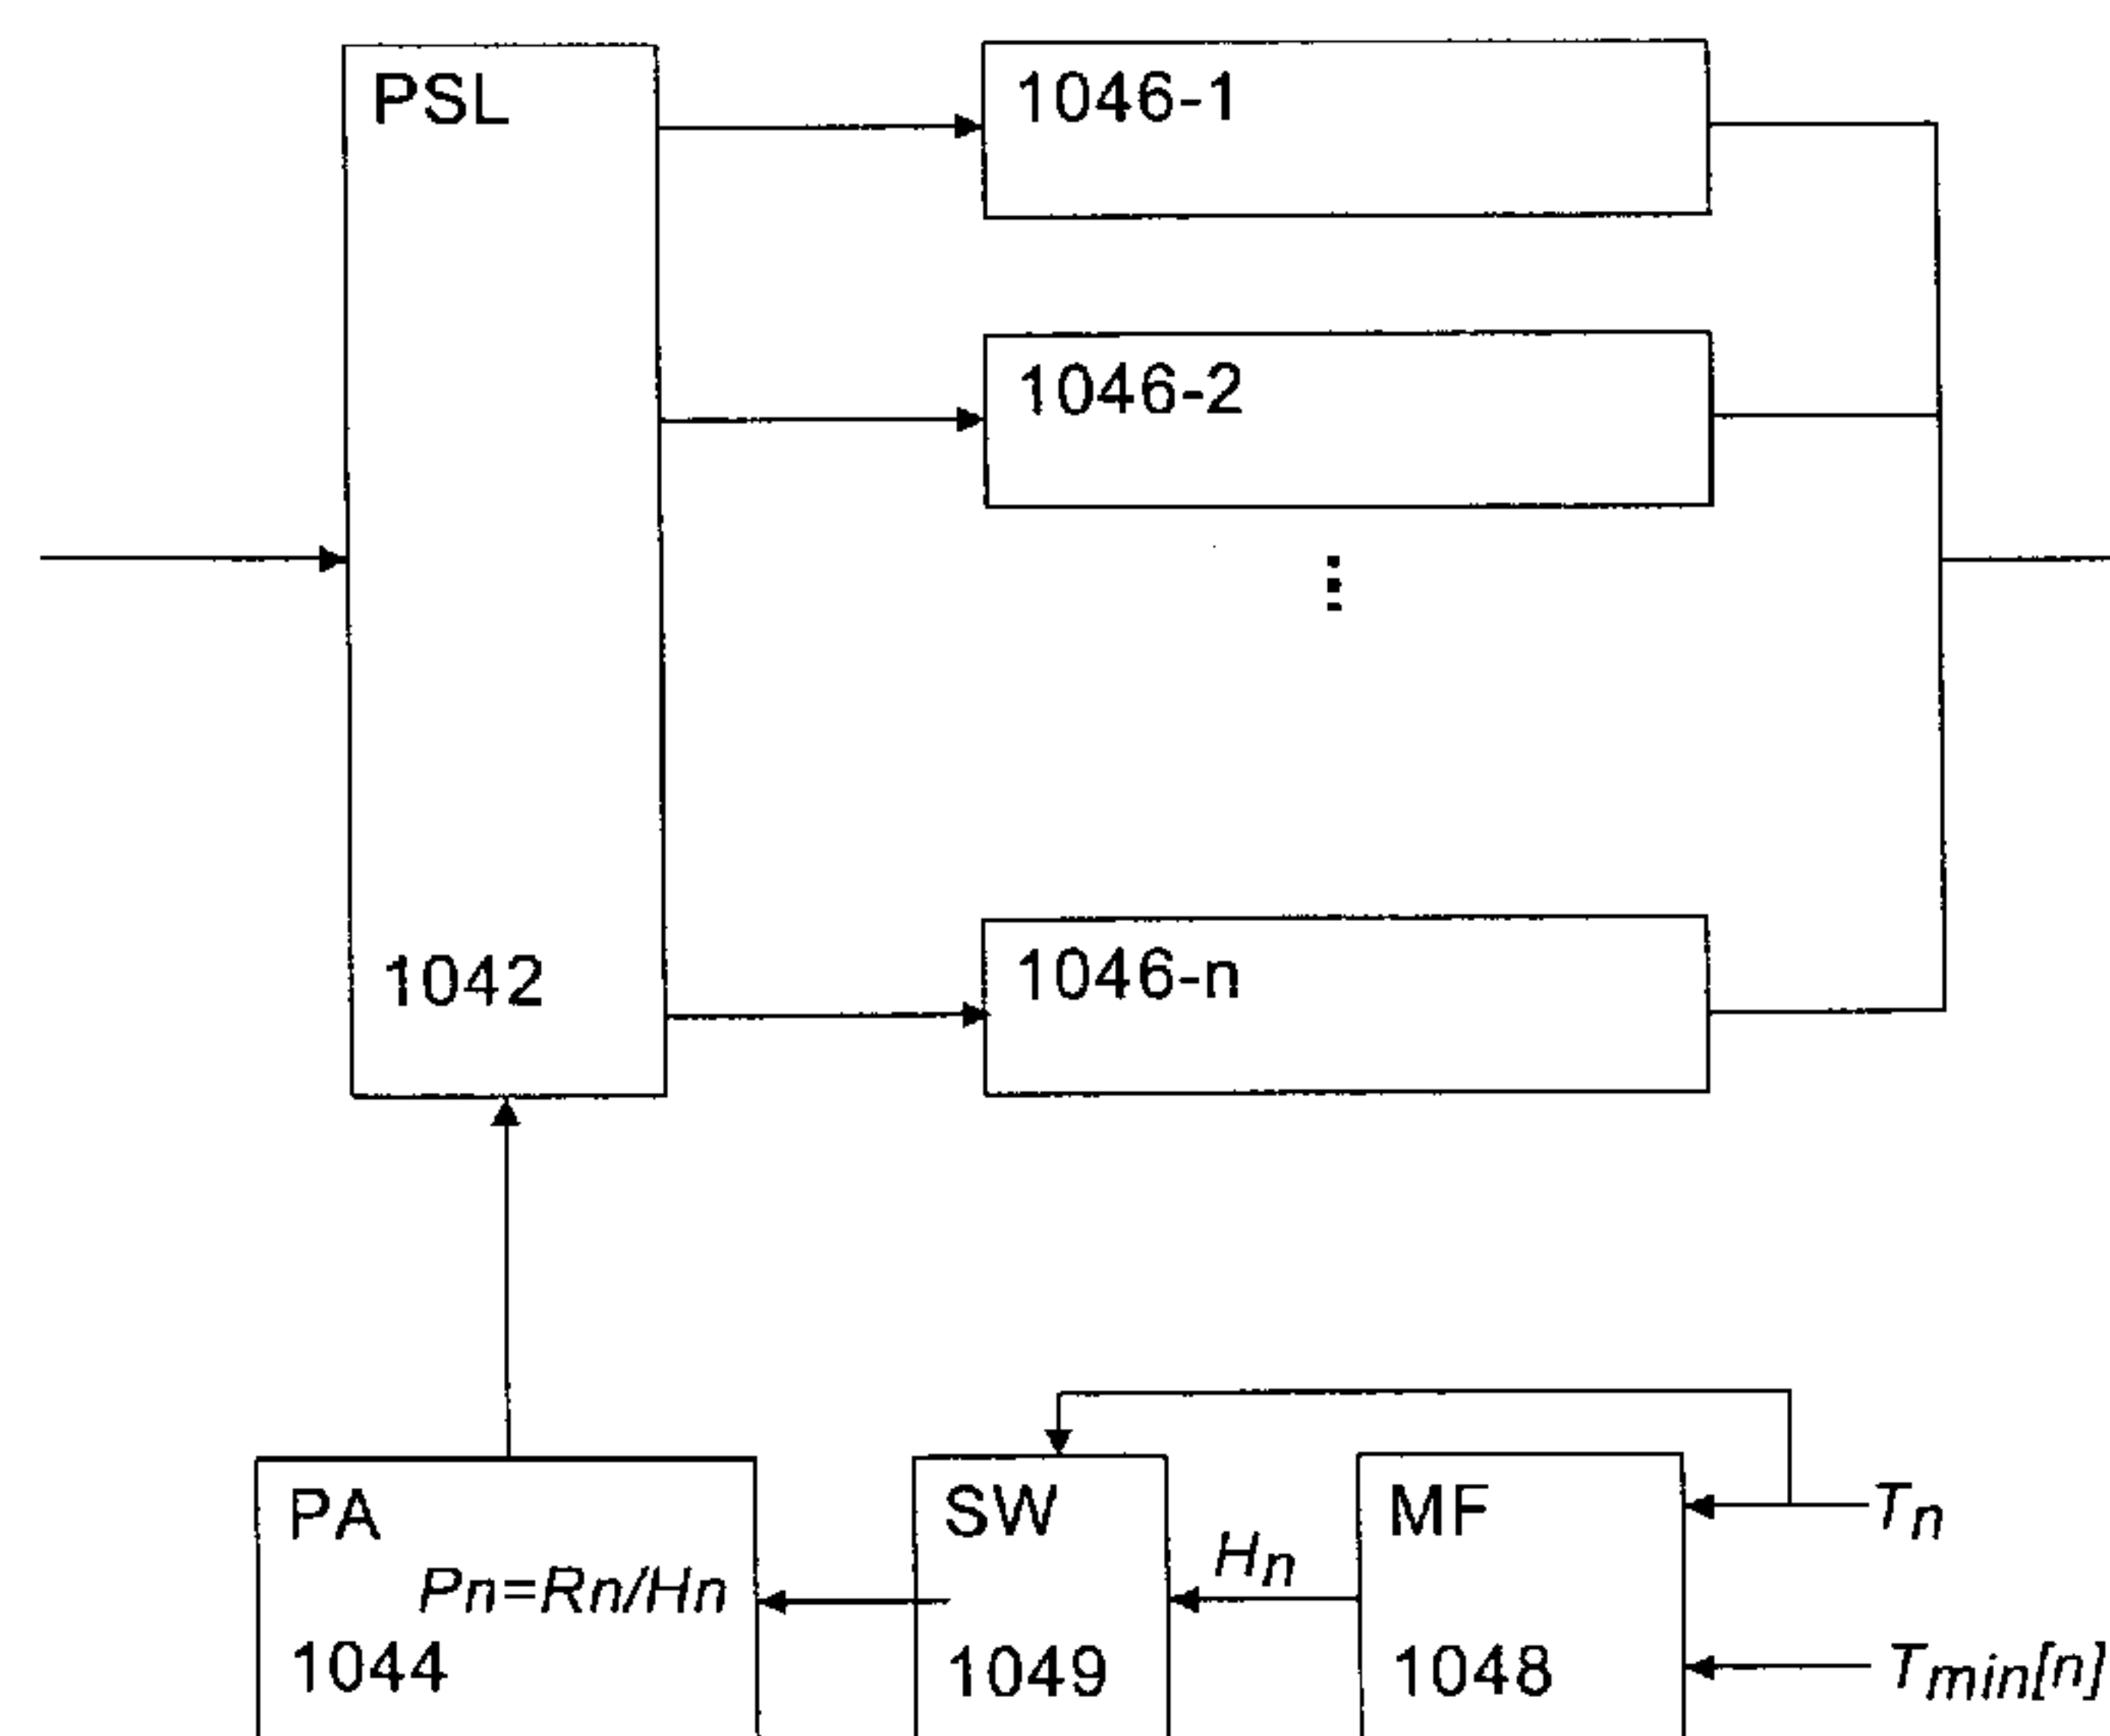 PSL
1046-1
1046-2
⋮
1042
1046-n
PA
SW
MF
Tn
Hn
Pn=Rn/Hn
1044
1049
1048
Tmin[n]